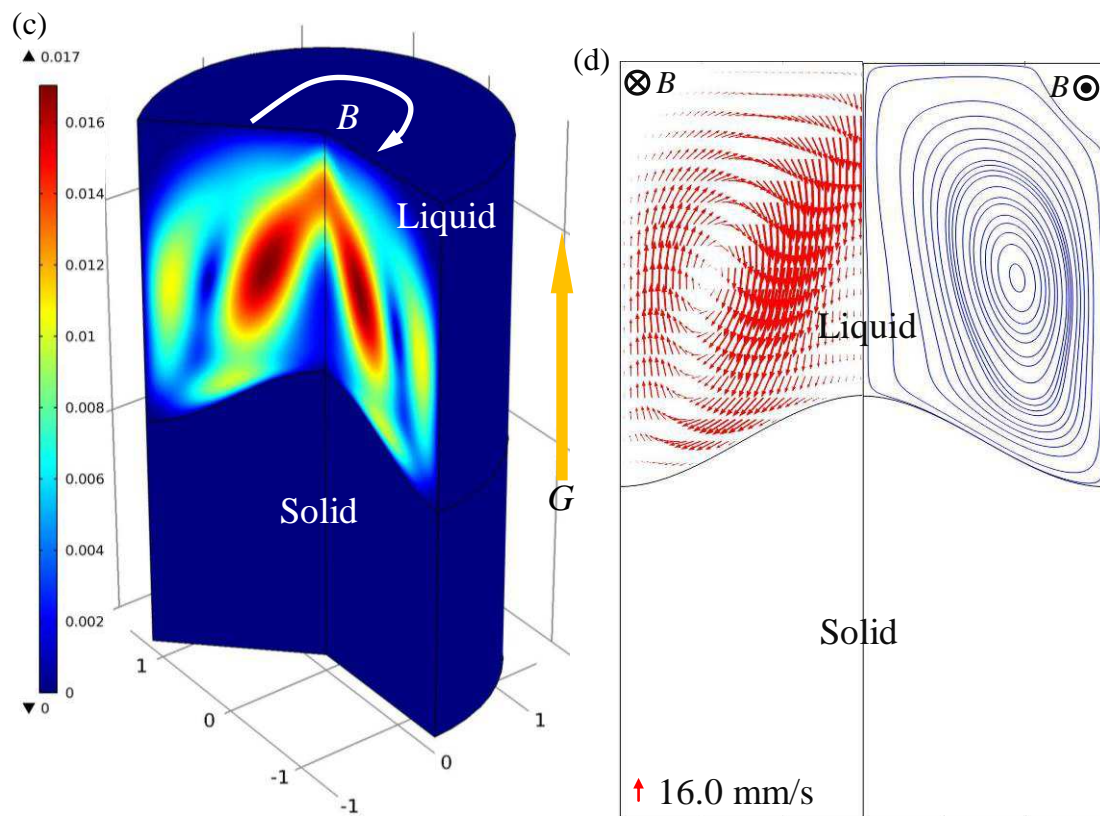 (c)
▲ 0.017
0.016
0.014
0.012
0.01
0.008
0.006
0.004
0.002
0
▼ 0
B
Liquid
G
Solid
1
0
-1
-1
0
1
(d)
⊗ B
B ⊙
Liquid
Solid
16.0 mm/s